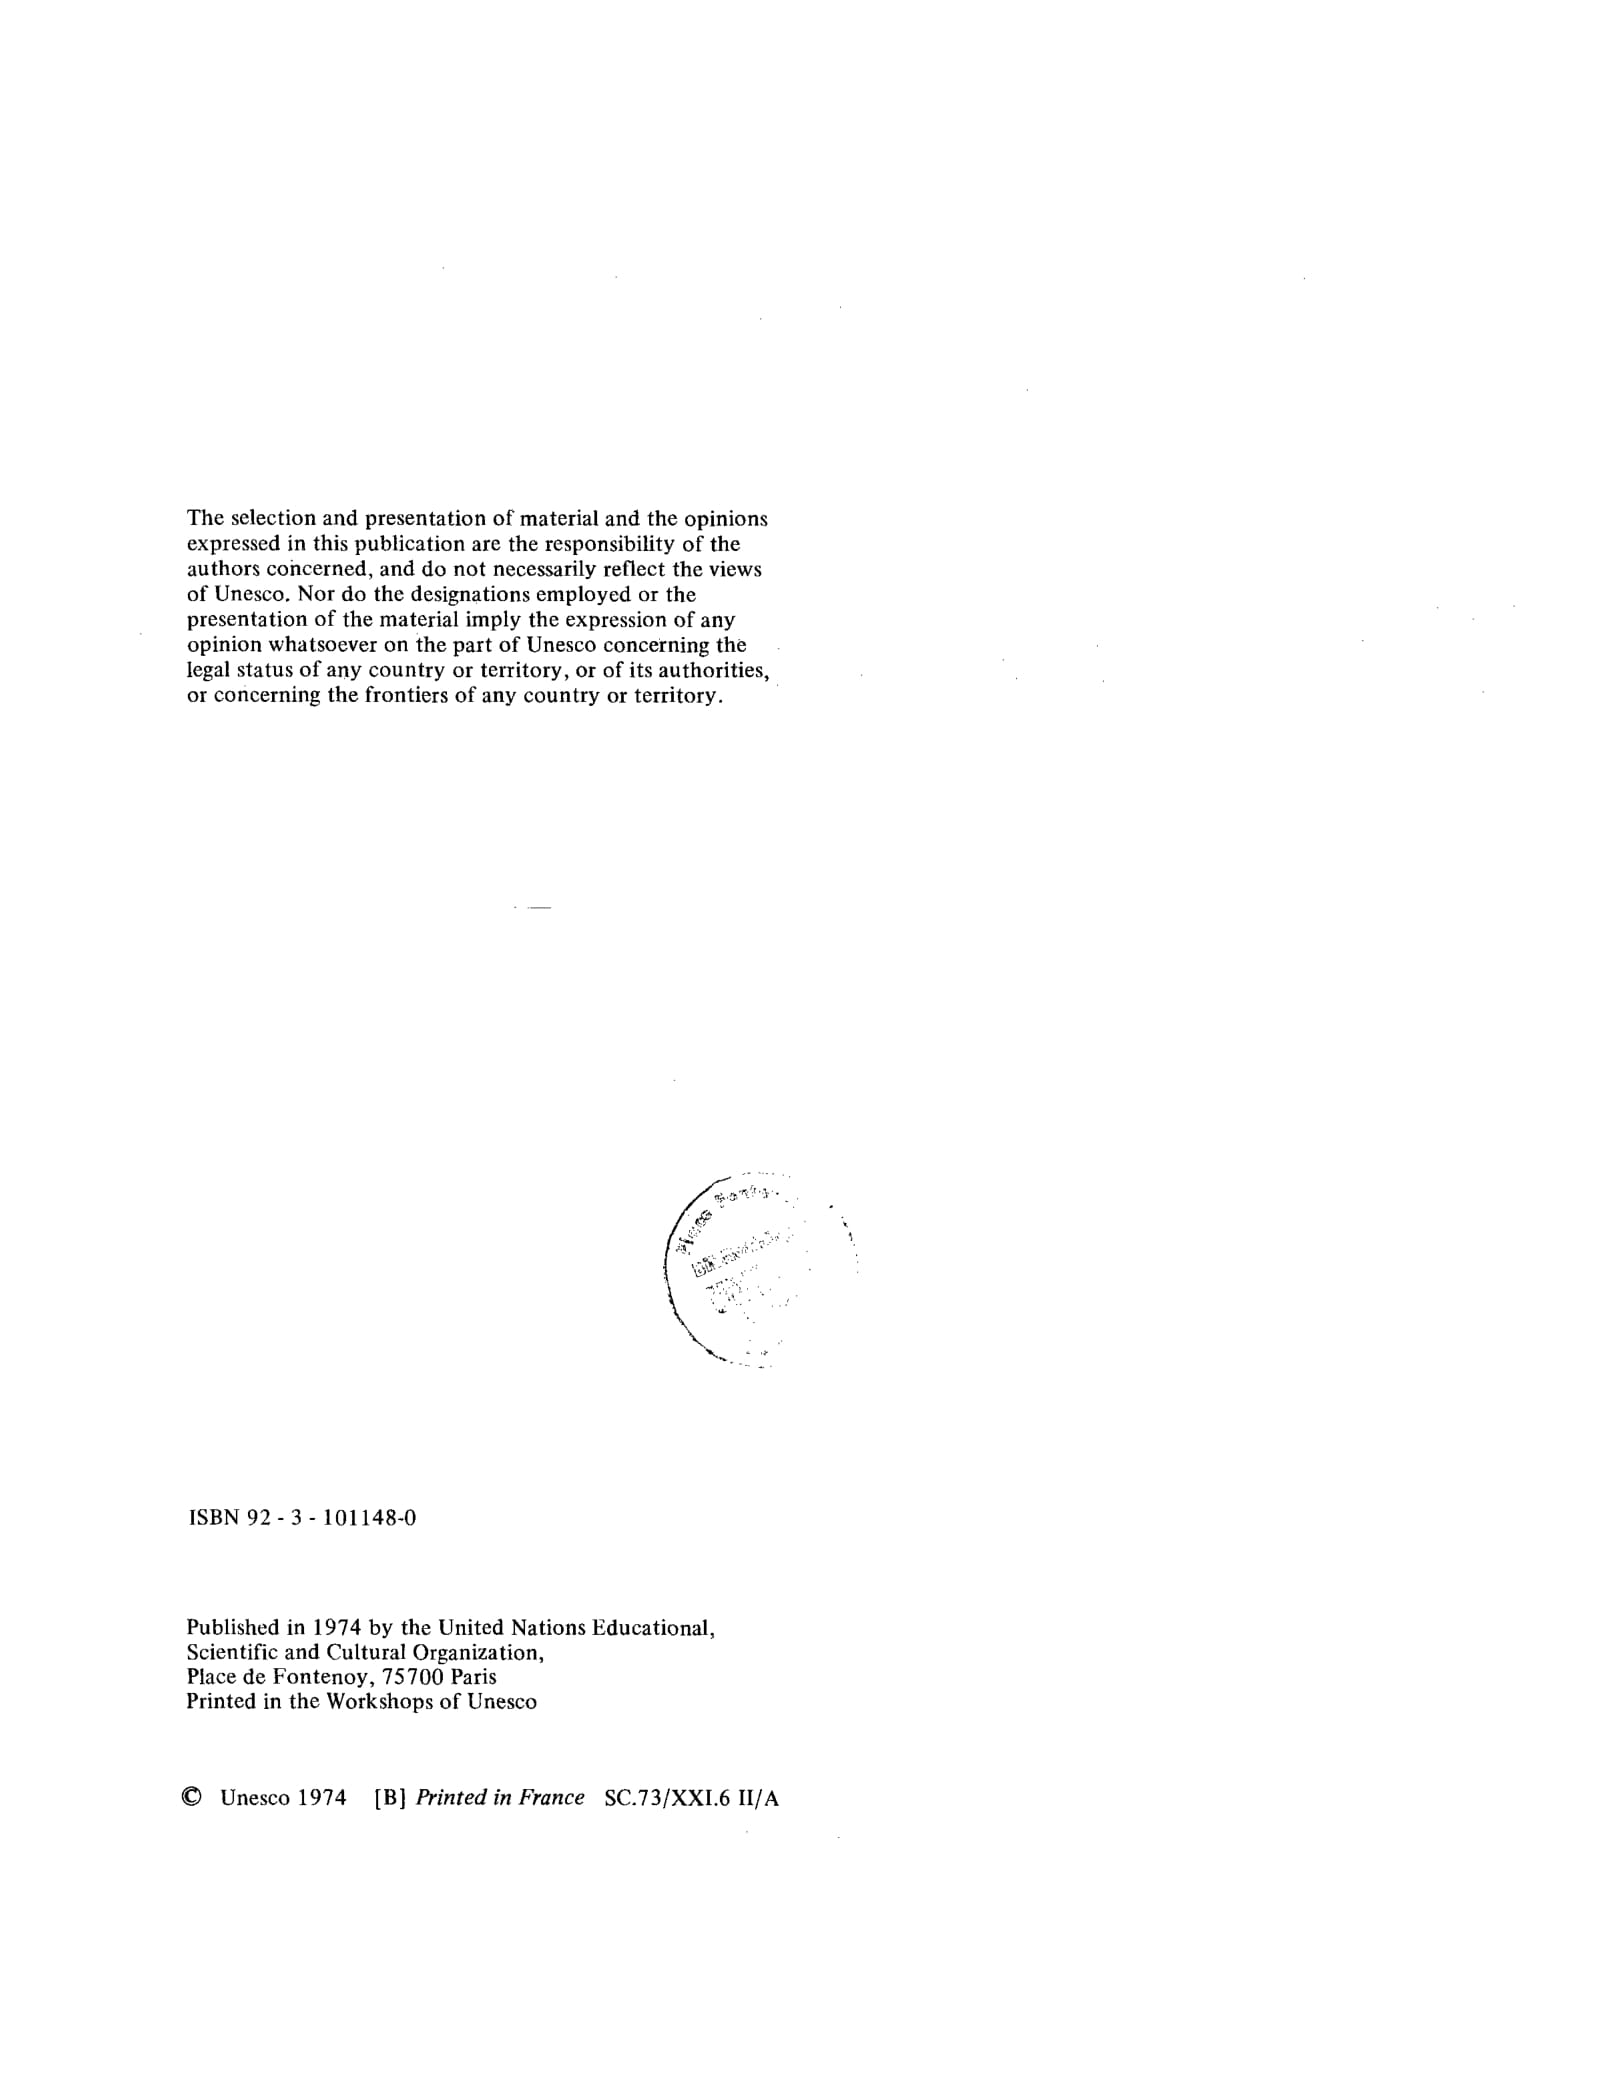 The selection and presentation of material and the opinions
expressed in this publication are the responsibility of the
authors concerned, and do not necessarily reflect the views
of Unesco. Nor do the designations employed or the
presentation of the material imply the expression of any
opinion whatsoever on the part of Unesco concerning the
legal status of any country or territory, or of its authorities,
or concerning the frontiers of any country or territory.
ISBN 92 - 3 - 101148-0
Published in 1974 by the United Nations Educational,
Scientific and Cultural Organization,
Place de Fontenoy, 75700 Paris
Printed in the Workshops of Unesco
© Unesco 1974 [B] Printed in France SC.73/XXI.6 II/A